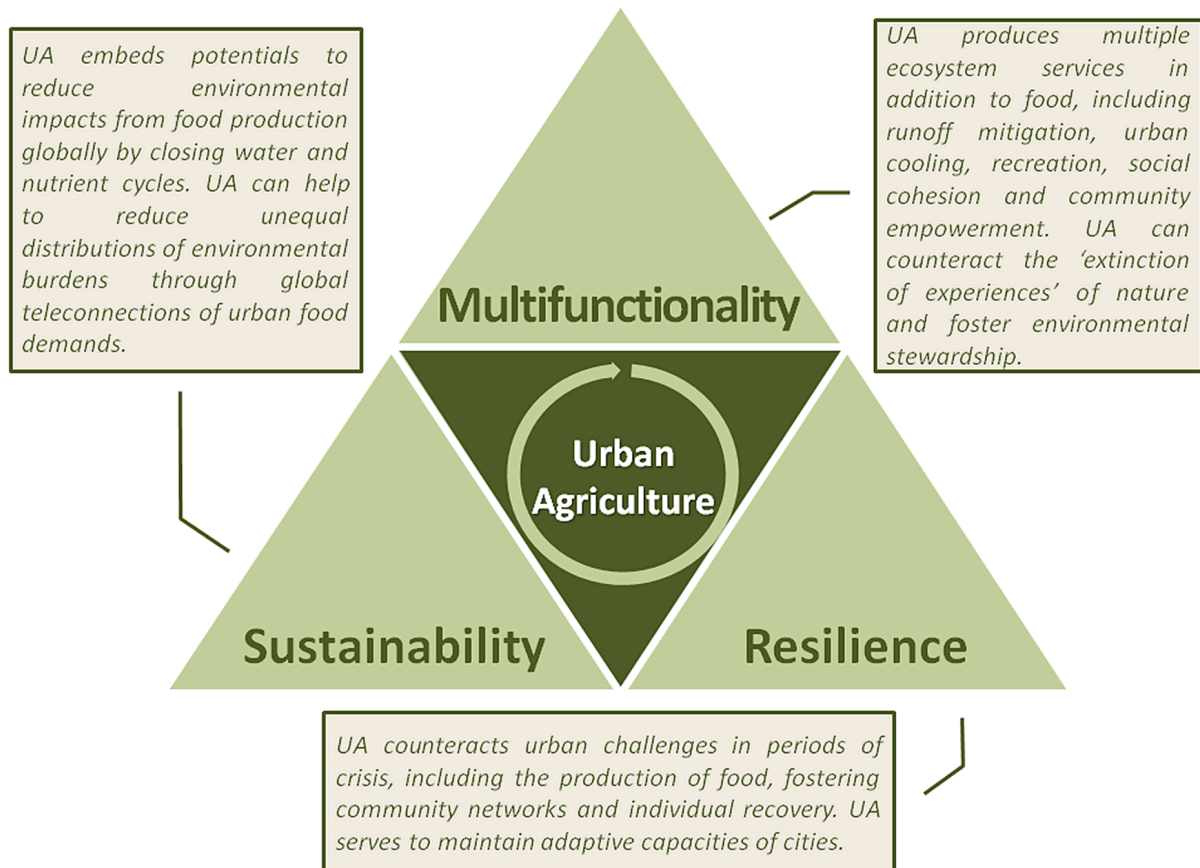 UA embeds potentials to
reduce environmental
impacts from food production
globally by closing water and
nutrient cycles. UA can help
to reduce unequal
distributions of environmental
burdens through global
teleconnections of urban food
demands.
UA produces multiple
ecosystem services in
addition to food, including
runoff mitigation, urban
cooling, recreation, social
cohesion and community
empowerment. UA can
counteract the ‘extinction
of experiences’ of nature
and foster environmental
stewardship.
Multifunctionality
Urban
Agriculture
Sustainability
Resilience
UA counteracts urban challenges in periods of
crisis, including the production of food, fostering
community networks and individual recovery. UA
serves to maintain adaptive capacities of cities.